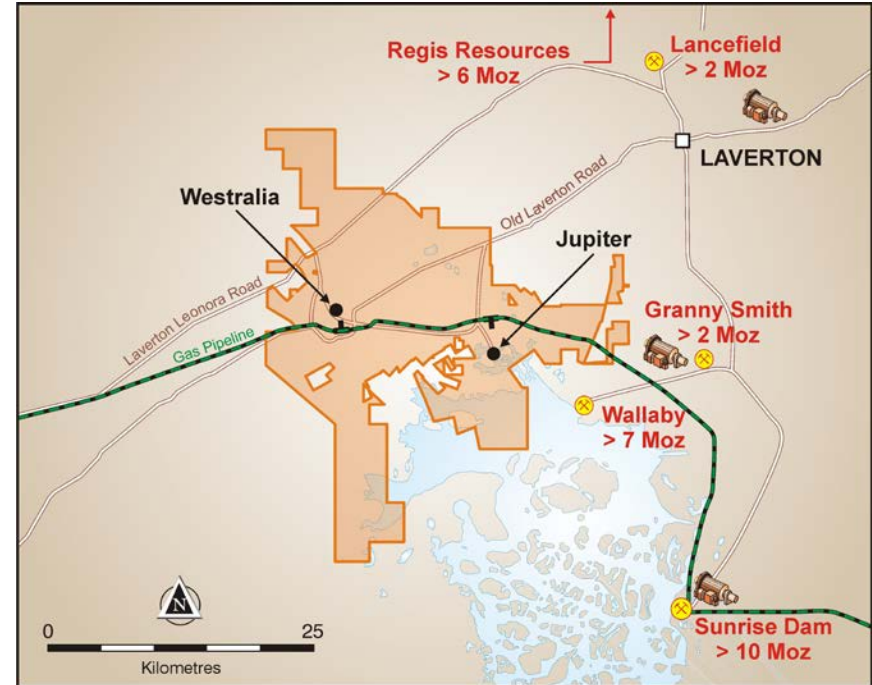 Regis Resources
> 6 Moz
Lancefield
> 2 Moz
LAVERTON
Westralia
Old Laverton Road
Jupiter
Laverton Leonora Road
Gas Pipeline
Granny Smith
> 2 Moz
Wallaby
> 7 Moz
N
0 25
Kilometres
Sunrise Dam
> 10 Moz